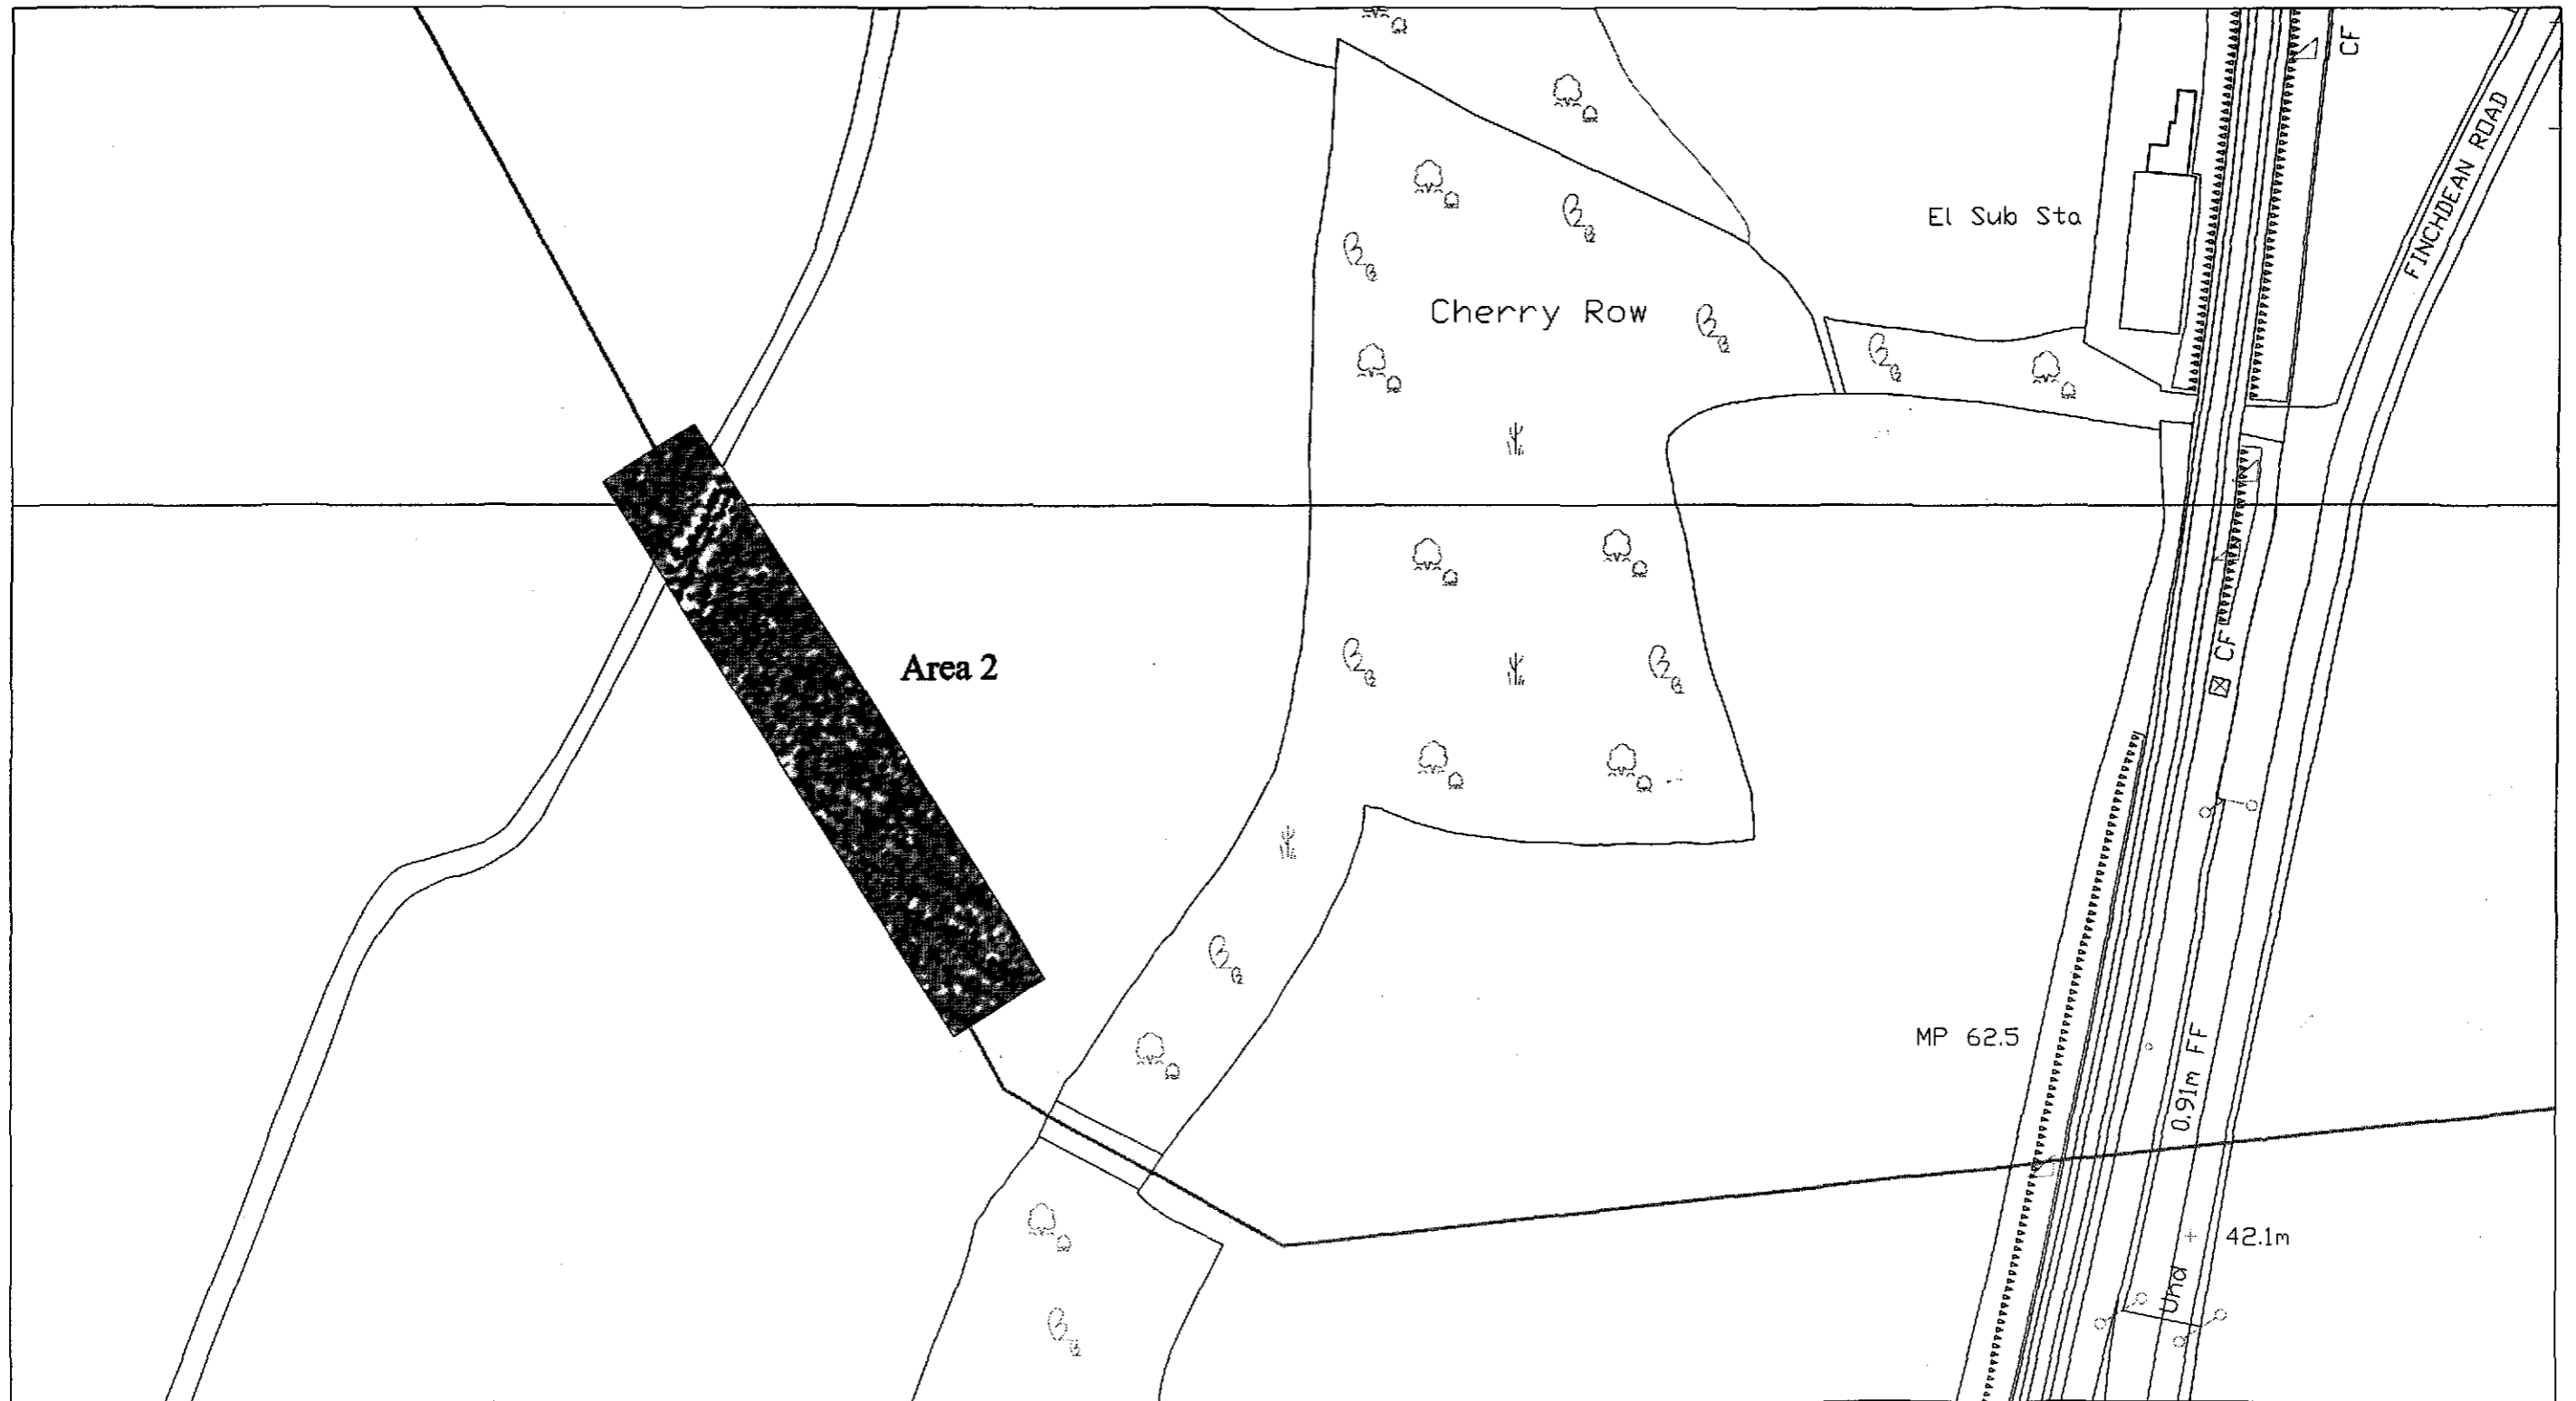 CF
FINCHDEAN ROAD
El Sub Sta
Cherry Row
Area 2
CF
MP 62.5
0.91m FF
42.1m
Und